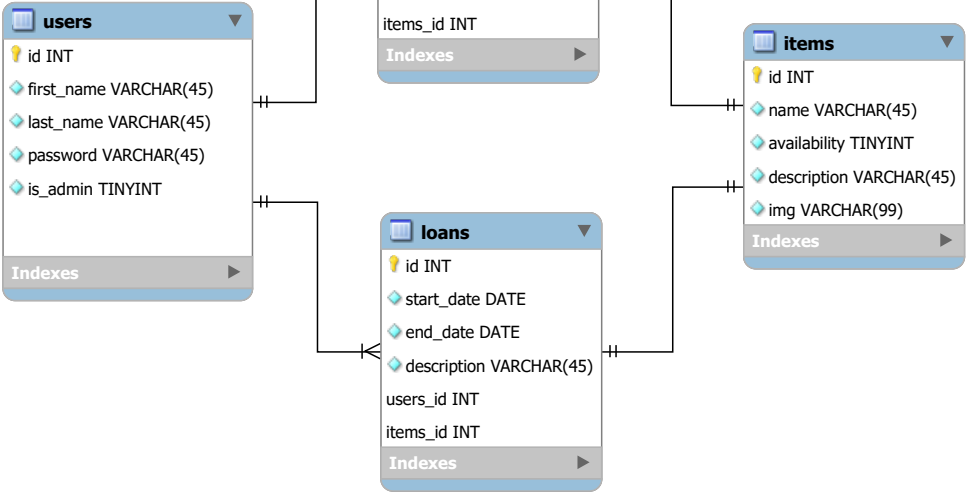 users
id INT
first_name VARCHAR(45)
last_name VARCHAR(45)
password VARCHAR(45)
is_admin TINYINT
Indexes
items_id INT
Indexes
items
id INT
name VARCHAR(45)
availability TINYINT
description VARCHAR(45)
img VARCHAR(99)
Indexes
loans
id INT
start_date DATE
end_date DATE
description VARCHAR(45)
users_id INT
items_id INT
Indexes